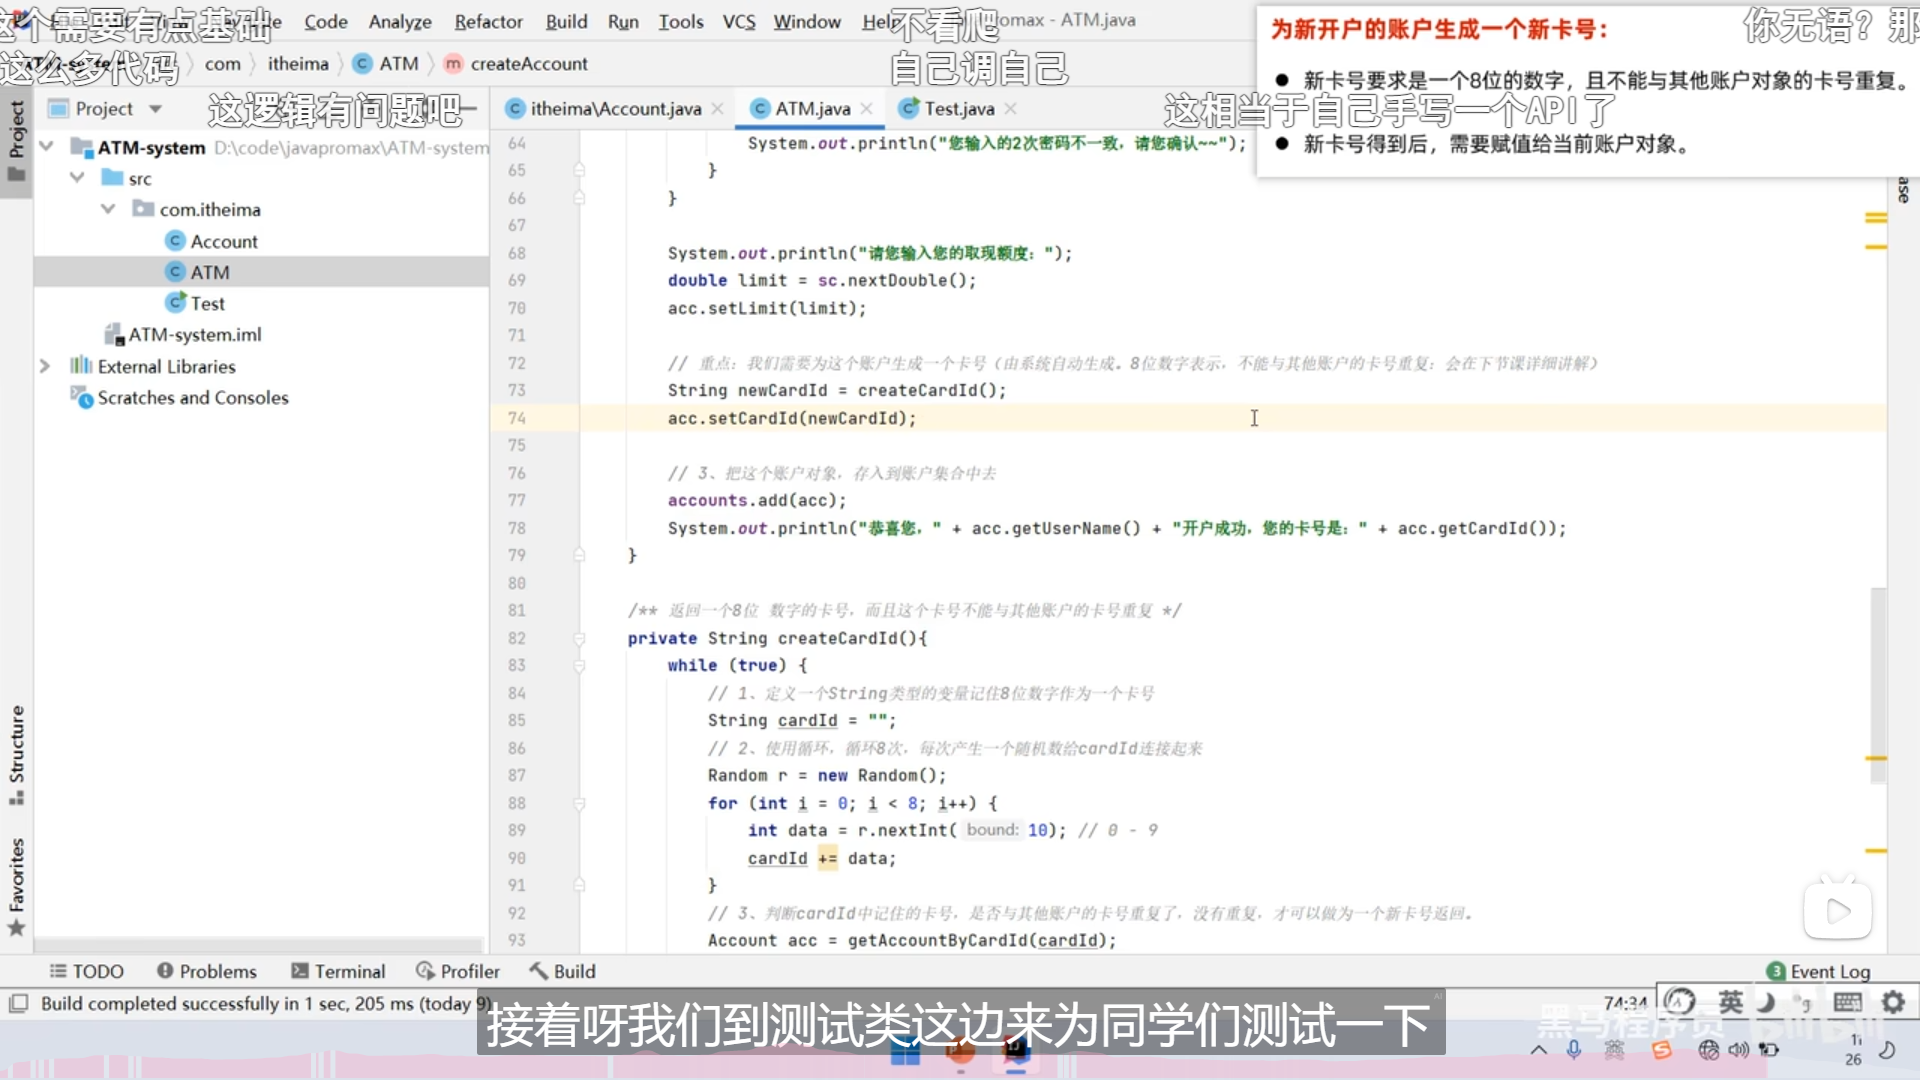 Code Analyze Refactor Build Run Tools VCS Window Help promax - ATM.java
这个需要有点基础
不看爬
你无语？那
这么多代码
自己调自己
com itheima ATM createAccount
为新开户的账户生成一个新卡号：
● 新卡号要求是一个8位的数字，且不能与其他账户对象的卡号重复。
● 新卡号得到后，需要赋值给当前账户对象。
这逻辑有问题吧
这相当于自己手写一个API了
Project
Project
ATM-system D:\code\javapromax\ATM-system
src
com.itheima
Account
ATM
Test
ATM-system.iml
External Libraries
Scratches and Consoles
Structure
Favorites
itheima\Account.java ATM.java Test.java
64 System.out.println("您输入的2次密码不一致，请您确认~~");
65 }
66 }
67
68 System.out.println("请您输入您的取现额度：");
69 double limit = sc.nextDouble();
70 acc.setLimit(limit);
71
72 // 重点：我们需要为这个账户生成一个卡号（由系统自动生成。8位数字表示，不能与其他账户的卡号重复：会在下节课详细讲解）
73 String newCardId = createCardId();
74 acc.setCardId(newCardId);
75
76 // 3、把这个账户对象，存入到账户集合中去
77 accounts.add(acc);
78 System.out.println("恭喜您，" + acc.getUserName() + "开户成功，您的卡号是：" + acc.getCardId());
79 }
80
81 /** 返回一个8位 数字的卡号，而且这个卡号不能与其他账户的卡号重复 */
82 private String createCardId(){
83 while (true) {
84 // 1、定义一个String类型的变量记住8位数字作为一个卡号
85 String cardId = "";
86 // 2、使用循环，循环8次，每次产生一个随机数给cardId连接起来
87 Random r = new Random();
88 for (int i = 0; i < 8; i++) {
89 int data = r.nextInt( bound: 10); // 0 - 9
90 cardId += data;
91 }
92 // 3、判断cardId中记住的卡号，是否与其他账户的卡号重复了，没有重复，才可以做为一个新卡号返回。
93 Account acc = getAccountByCardId(cardId);
ase
TODO Problems Terminal Profiler Build
3 Event Log
Build completed successfully in 1 sec, 205 ms (today 9
74:34
英
接着呀我们到测试类这边来为同学们测试一下
黑马程序员
bilibili
26